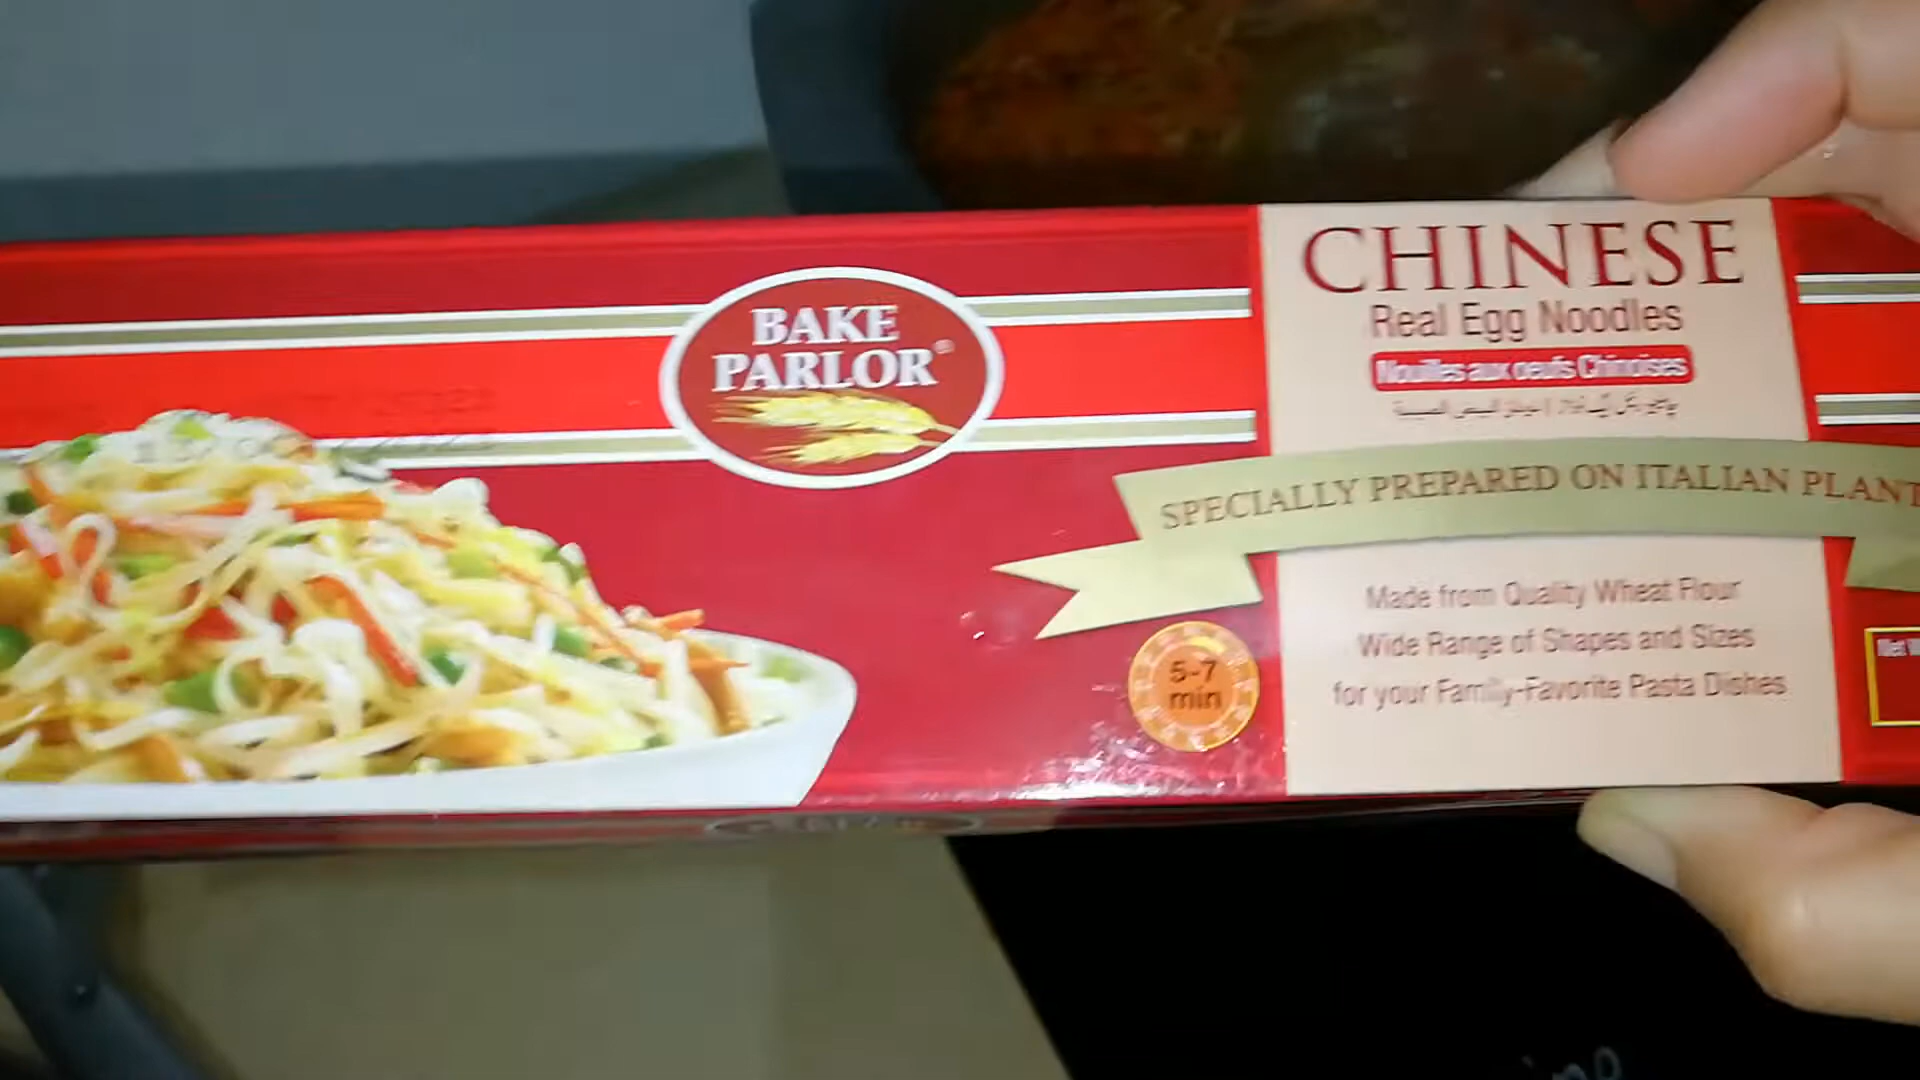 BAKE
PARLOR®
CHINESE
Real Egg Noodles
Nouilles aux oeufs Chinoises
SPECIALLY PREPARED ON ITALIAN PLANT
5-7
min
Made from Quality Wheat Flour
Wide Range of Shapes and Sizes
for your Family-Favorite Pasta Dishes